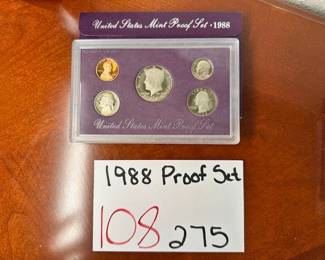 United States Mint Proof Set • 1988
United States Mint Proof Set
1988 Proof Set
108 275